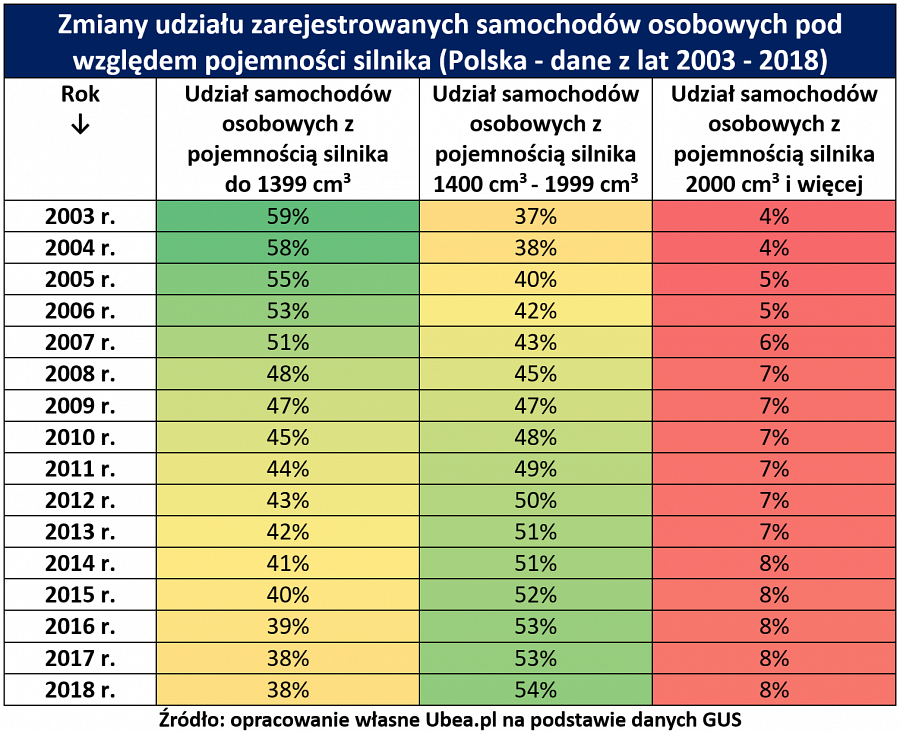 Zmiany udziału zarejestrowanych samochodów osobowych pod
względem pojemności silnika (Polska - dane z lat 2003 - 2018)
Rok
↓
Udział samochodów
osobowych z
pojemnością silnika
do 1399 cm³
Udział samochodów
osobowych z
pojemnością silnika
1400 cm³ - 1999 cm³
Udział samochodów
osobowych z
pojemnością silnika
2000 cm³ i więcej
2003 r. 59% 37% 4%
2004 r. 58% 38% 4%
2005 r. 55% 40% 5%
2006 r. 53% 42% 5%
2007 r. 51% 43% 6%
2008 r. 48% 45% 7%
2009 r. 47% 47% 7%
2010 r. 45% 48% 7%
2011 r. 44% 49% 7%
2012 r. 43% 50% 7%
2013 r. 42% 51% 7%
2014 r. 41% 51% 8%
2015 r. 40% 52% 8%
2016 r. 39% 53% 8%
2017 r. 38% 53% 8%
2018 r. 38% 54% 8%
Źródło: opracowanie własne Ubea.pl na podstawie danych GUS